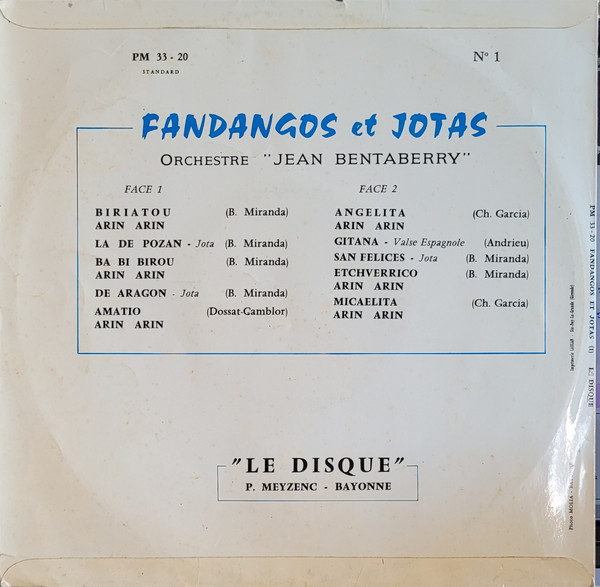 PM 33 - 20
STANDARD
N° 1
FANDANGOS et JOTAS
ORCHESTRE "JEAN BENTABERRY"
FACE 1
BIRIATOU (B. Miranda)
ARIN ARIN
LA DE POZAN - Jota (B. Miranda)
BA BI BIROU (B. Miranda)
ARIN ARIN
DE ARAGON - Jota (B. Miranda)
AMATIO (Dossat-Camblor)
ARIN ARIN
FACE 2
ANGELITA (Ch. Garcia)
ARIN ARIN
GITANA - Valse Espagnole (Andrieu)
SAN FELICES - Jota (B. Miranda)
ETCHVERRICO (B. Miranda)
ARIN ARIN
MICAELITA (Ch. Garcia)
ARIN ARIN
"LE DISQUE"
P. MEYZENC - BAYONNE
PM 33-20 FANDANGOS ET JOTAS (1) LE DISQUE
Photo MOLIA